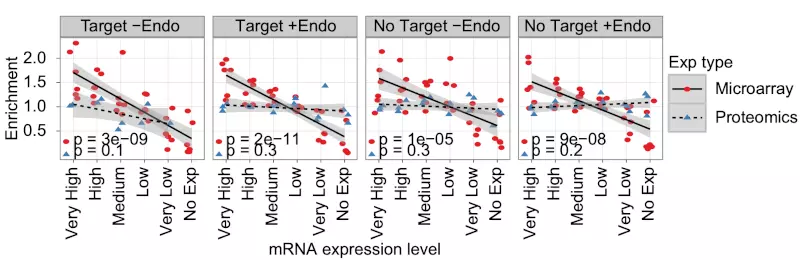 Target −Endo
Target +Endo
No Target −Endo
No Target +Endo
Enrichment
2.0
1.5
1.0
0.5
p = 3e−09
p = 0.1
p = 2e−11
p = 0.3
p = 1e−05
p = 0.3
p = 9e−08
p = 0.2
Very High
High
Medium
Low
Very Low
No Exp
Very High
High
Medium
Low
Very Low
No Exp
Very High
High
Medium
Low
Very Low
No Exp
Very High
High
Medium
Low
Very Low
No Exp
mRNA expression level
Exp type
Microarray
Proteomics